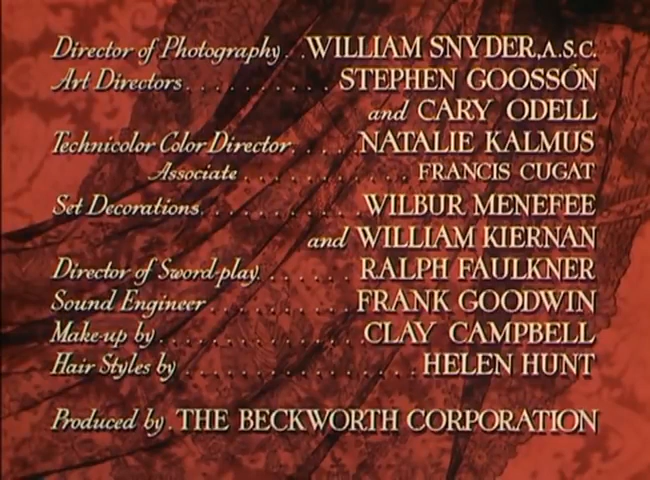 Director of Photography. . WILLIAM SNYDER, A.S.C.
Art Directors . . . . . . . . . . STEPHEN GOOSSÓN
and CARY ODELL
Technicolor Color Director. . . . . NATALIE KALMUS
Associate . . . . . . . . . . . . FRANCIS CUGAT
Set Decorations. . . . . . . . . . . WILBUR MENEFEE
and WILLIAM KIERNAN
Director of Sword-play. . . . . . . RALPH FAULKNER
Sound Engineer . . . . . . . . . . FRANK GOODWIN
Make-up by . . . . . . . . . . . . . . CLAY CAMPBELL
Hair Styles by . . . . . . . . . . . . . . . . . HELEN HUNT
Produced by . THE BECKWORTH CORPORATION